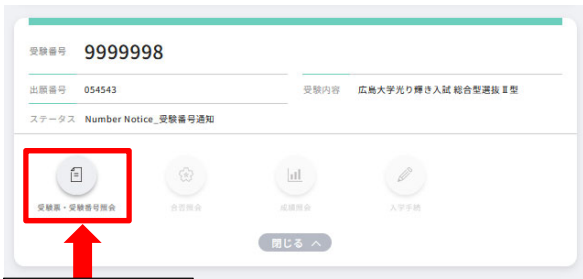 受験番号 9999998
出願番号 054543 受験内容 広島大学光り輝き入試 総合型選抜Ⅱ型
ステータス Number Notice_受験番号通知
受験票・受験番号照会 合否照会 成績照会 入学手続
閉じる